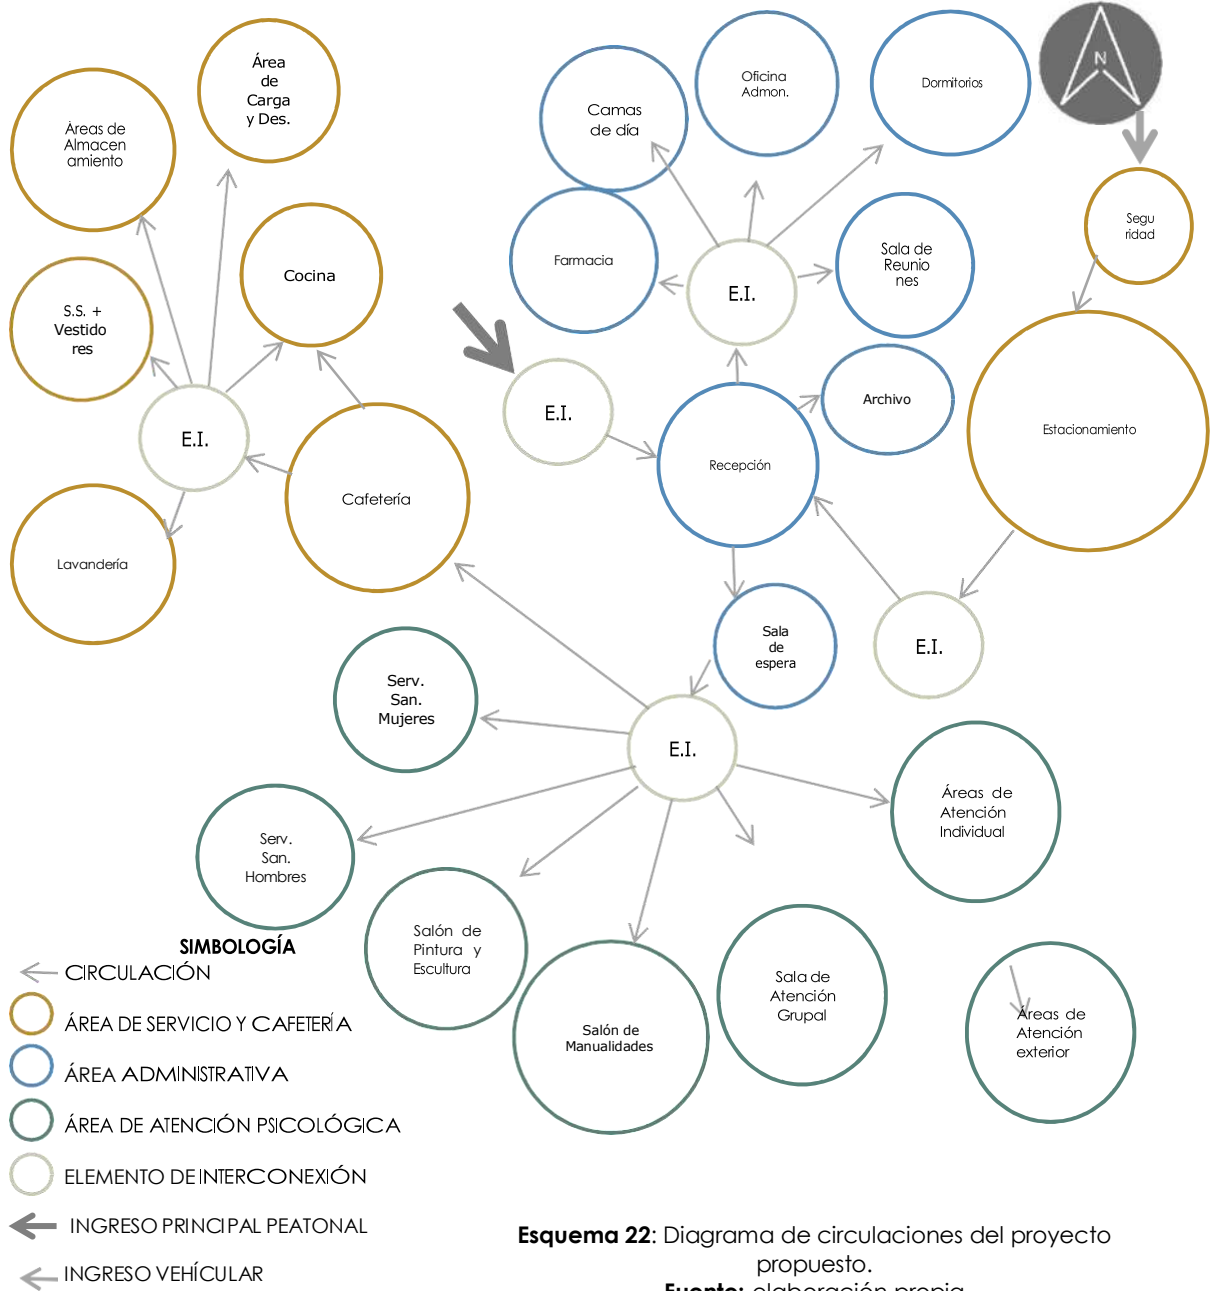 Área
de
Carga
y Des.
Áreas de
Almacen
amiento
Camas
de día
Oficina
Admon.
Dormitorios
N
Segu
ridad
Cocina
Farmacia
E.I.
Sala de
Reunio
nes
S.S. +
Vestido
res
E.I.
E.I.
Archivo
Estacionamiento
Recepción
Cafetería
Lavandería
Sala
de
espera
E.I.
Serv.
San.
Mujeres
E.I.
Áreas de
Atención
Individual
Serv.
San.
Hombres
Salón de
Pintura y
Escultura
Salón de
Manualidades
Sala de
Atención
Grupal
Áreas de
Atención
exterior
SIMBOLOGÍA
CIRCULACIÓN
ÁREA DE SERVICIO Y CAFETERÍA
ÁREA ADMINISTRATIVA
ÁREA DE ATENCIÓN PSICOLÓGICA
ELEMENTO DE INTERCONEXIÓN
INGRESO PRINCIPAL PEATONAL
INGRESO VEHÍCULAR
Esquema 22: Diagrama de circulaciones del proyecto
propuesto.
Fuente: elaboración propia